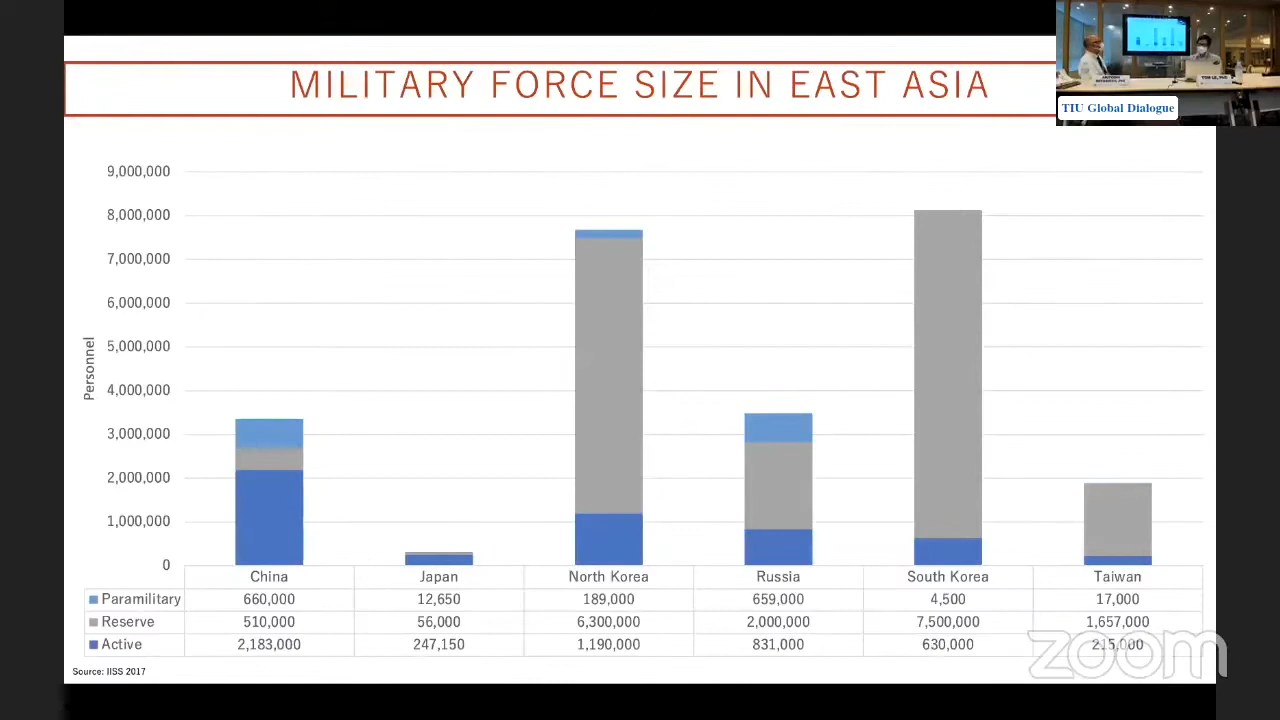 MILITARY FORCE SIZE IN EAST ASIA
TIU Global Dialogue
9,000,000
8,000,000
7,000,000
6,000,000
5,000,000
4,000,000
3,000,000
2,000,000
1,000,000
0
Personnel
China Japan North Korea Russia South Korea Taiwan
Paramilitary 660,000 12,650 189,000 659,000 4,500 17,000
Reserve 510,000 56,000 6,300,000 2,000,000 7,500,000 1,657,000
Active 2,183,000 247,150 1,190,000 831,000 630,000 215,000
Source: IISS 2017
zoom